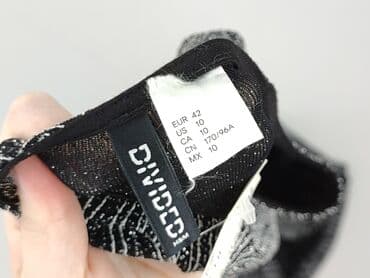 EUR 42
US 10
CA 10
CN 170/96A
MX 10
DIVIDED
H&M